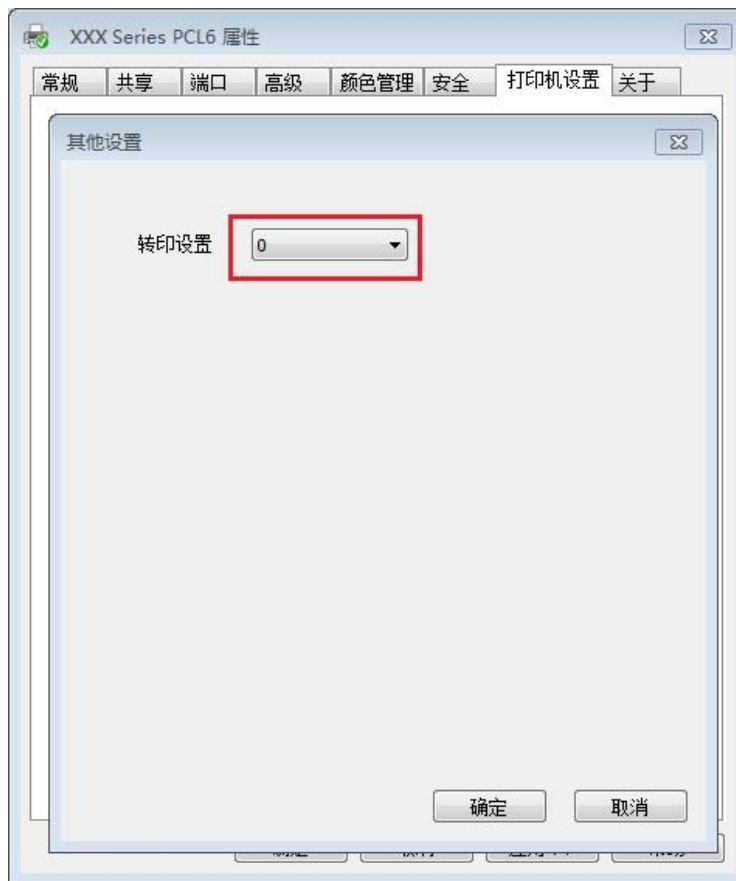 XXX Series PCL6 属性
常规 共享 端口 高级 颜色管理 安全 打印机设置 关于
其他设置
转印设置 0
确定 取消